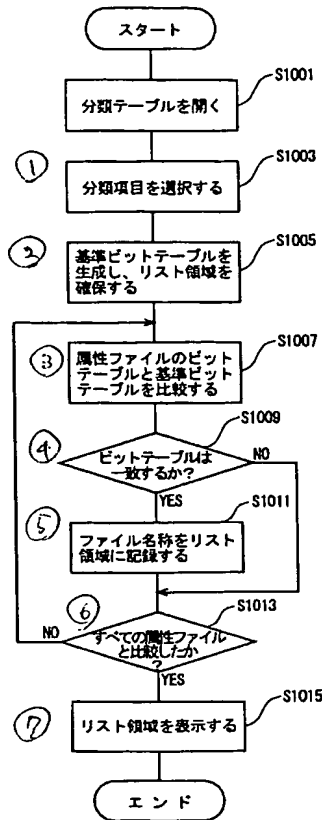 スタート
S1001
分類テーブルを開く
S1003
①
分類項目を選択する
S1005
②
基準ビットテーブルを
生成し、リスト領域を
確保する
S1007
③
属性ファイルのビット
テーブルと基準ビット
テーブルを比較する
S1009
④
ビットテーブルは
一致するか?
NO
YES
S1011
⑤
ファイル名称をリスト
領域に記録する
S1013
⑥
NO
すべての属性ファイル
と比較したか
?
YES
S1015
⑦
リスト領域を表示する
エンド